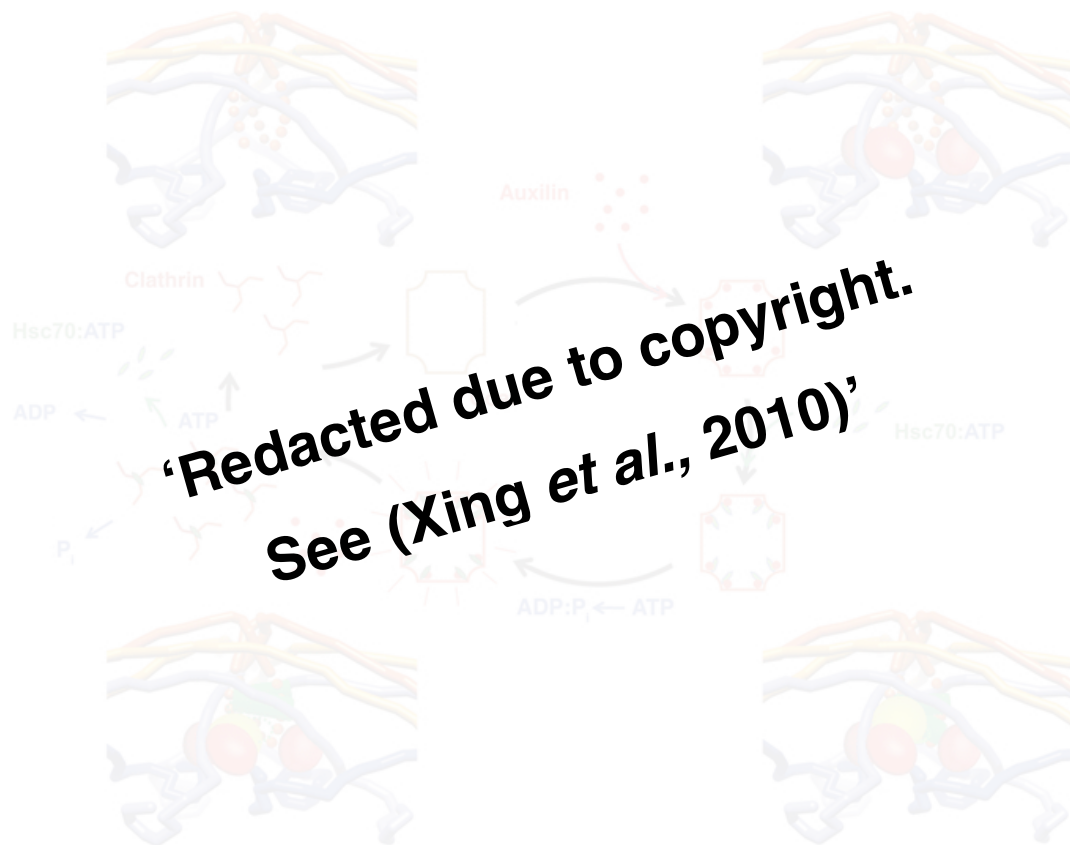 Auxilin
Clathrin
Hsc70:ATP
ADP
ATP
‘Redacted due to copyright.
See (Xing et al., 2010)’
Hsc70:ATP
Pi
ADP:Pi ← ATP